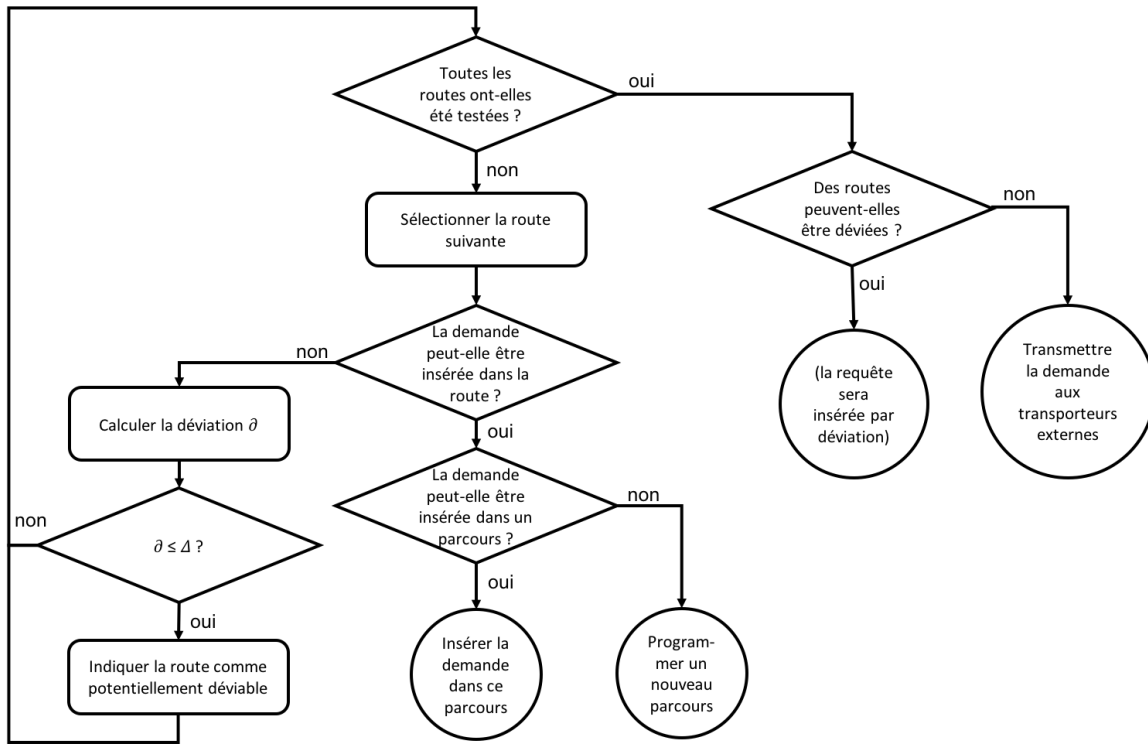 Toutes les
routes ont-elles
été testées ?
oui
non
Sélectionner la route
suivante
Des routes
peuvent-elles
être déviées ?
non
oui
La demande
peut-elle être
insérée dans la
route ?
non
oui
(la requête
sera
insérée par
déviation)
Transmettre
la demande
aux
transporteurs
externes
Calculer la déviation ∂
La demande
peut-elle être
insérée dans un
parcours ?
non
oui
∂ ≤ Δ ?
non
oui
Indiquer la route comme
potentiellement déviable
Insérer la
demande
dans ce
parcours
Program-
mer un
nouveau
parcours